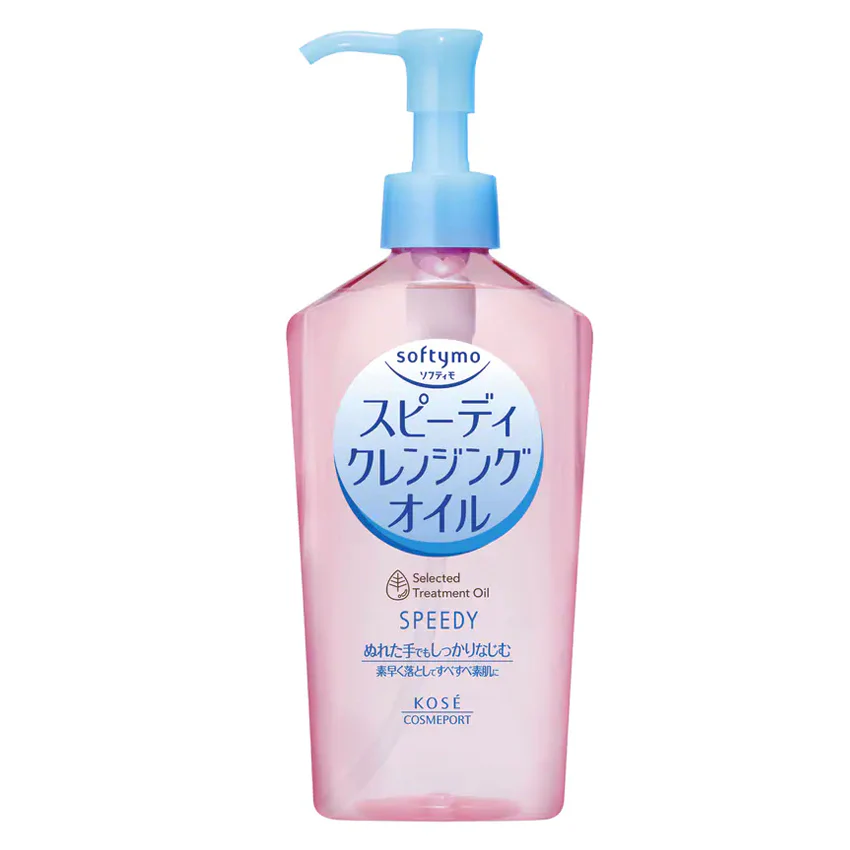 softymo
ソフティモ
スピーディ
クレンジング
オイル
Selected
Treatment Oil
SPEEDY
ぬれた手でもしっかりなじむ
素早く落としてすべすべ素肌に
KOSÉ
COSMEPORT